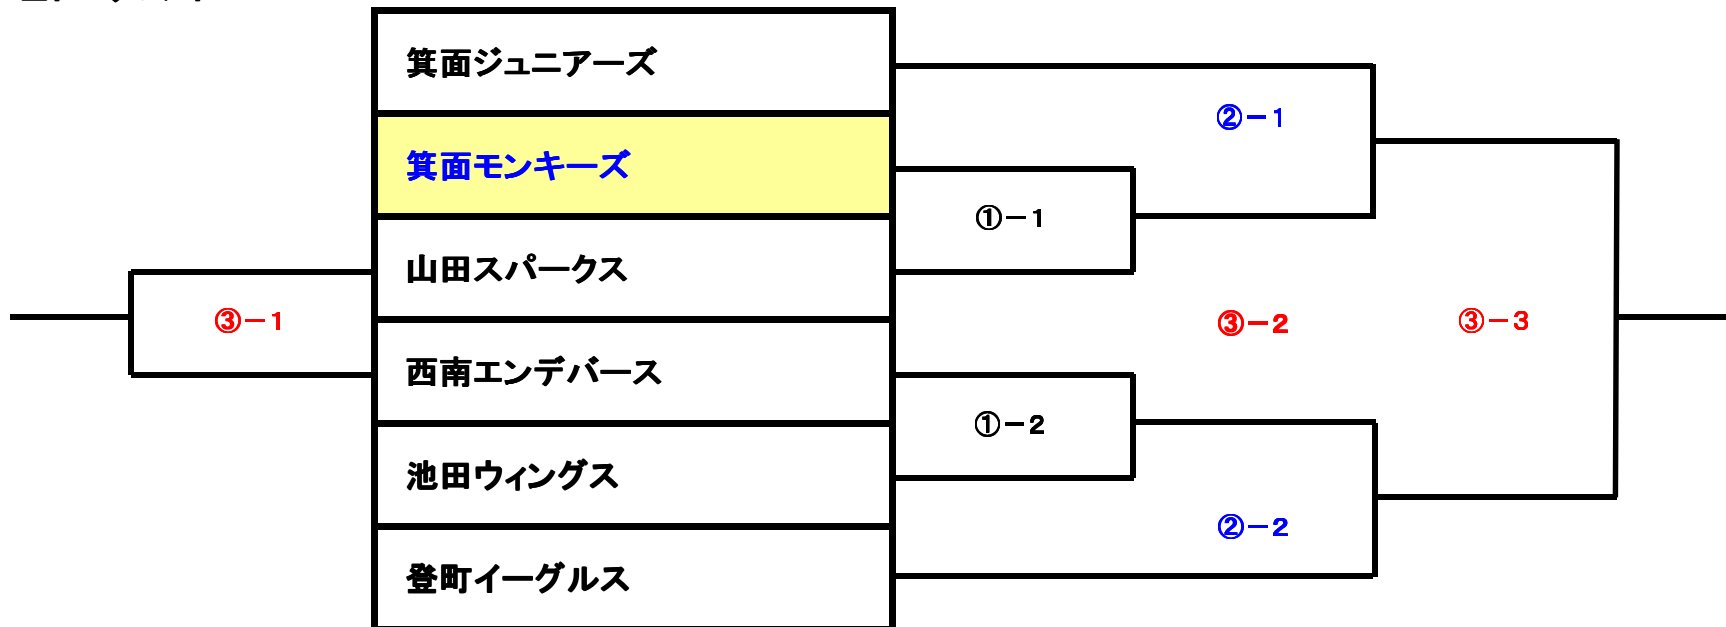 箕面ジュニアーズ
②－1
箕面モンキーズ
①－1
山田スパークス
③－1
③－2
③－3
西南エンデバース
①－2
池田ウィングス
②－2
登町イーグルス